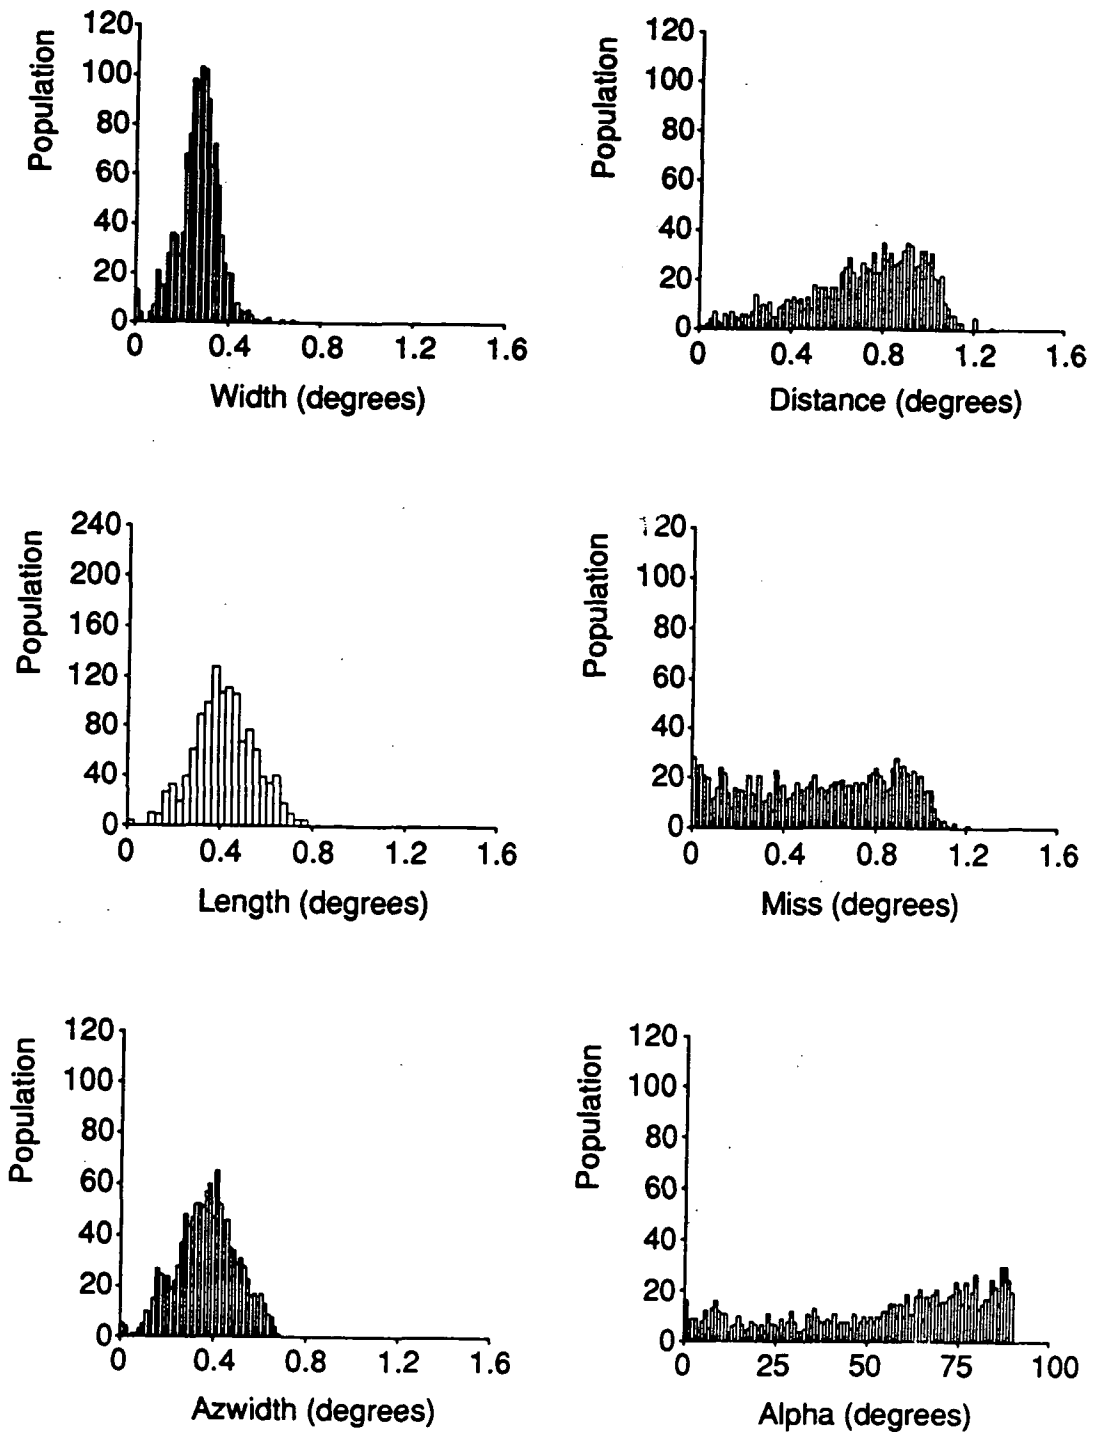 Population
120
100
80
60
40
20
0
0 0.4 0.8 1.2 1.6
Width (degrees)
Population
120
100
80
60
40
20
0
0 0.4 0.8 1.2 1.6
Distance (degrees)
Population
240
200
160
120
80
40
0
0 0.4 0.8 1.2 1.6
Length (degrees)
Population
120
100
80
60
40
20
0
0 0.4 0.8 1.2 1.6
Miss (degrees)
Population
120
100
80
60
40
20
0
0 0.4 0.8 1.2 1.6
Azwidth (degrees)
Population
120
100
80
60
40
20
0
0 25 50 75 100
Alpha (degrees)